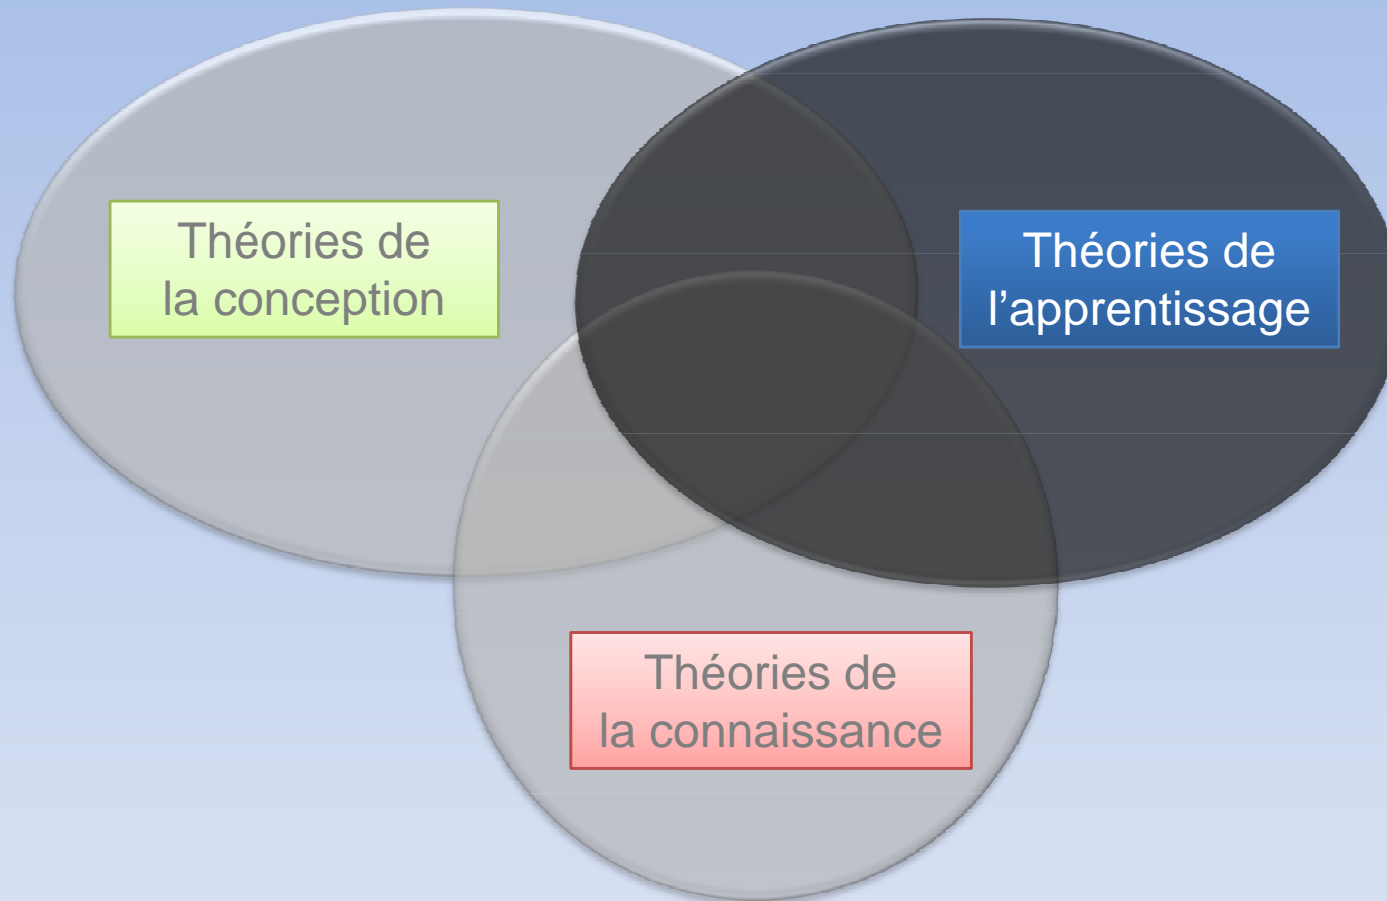 Théories de
la conception
Théories de
l’apprentissage
Théories de
la connaissance